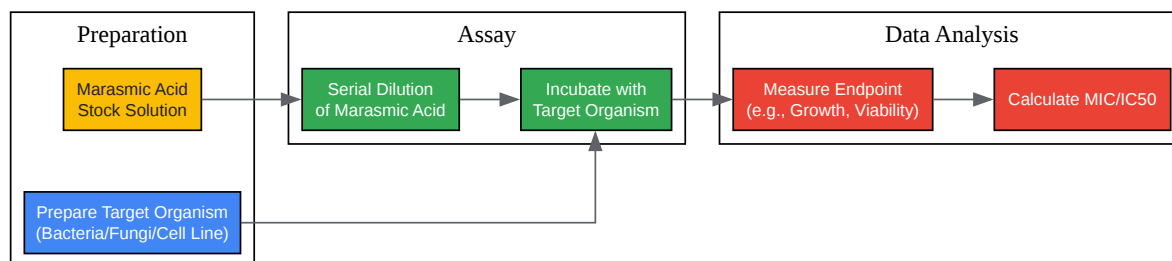 Preparation
Marasmic Acid
Stock Solution
Prepare Target Organism
(Bacteria/Fungi/Cell Line)
Assay
Serial Dilution
of Marasmic Acid
Incubate with
Target Organism
Data Analysis
Measure Endpoint
(e.g., Growth, Viability)
Calculate MIC/IC50